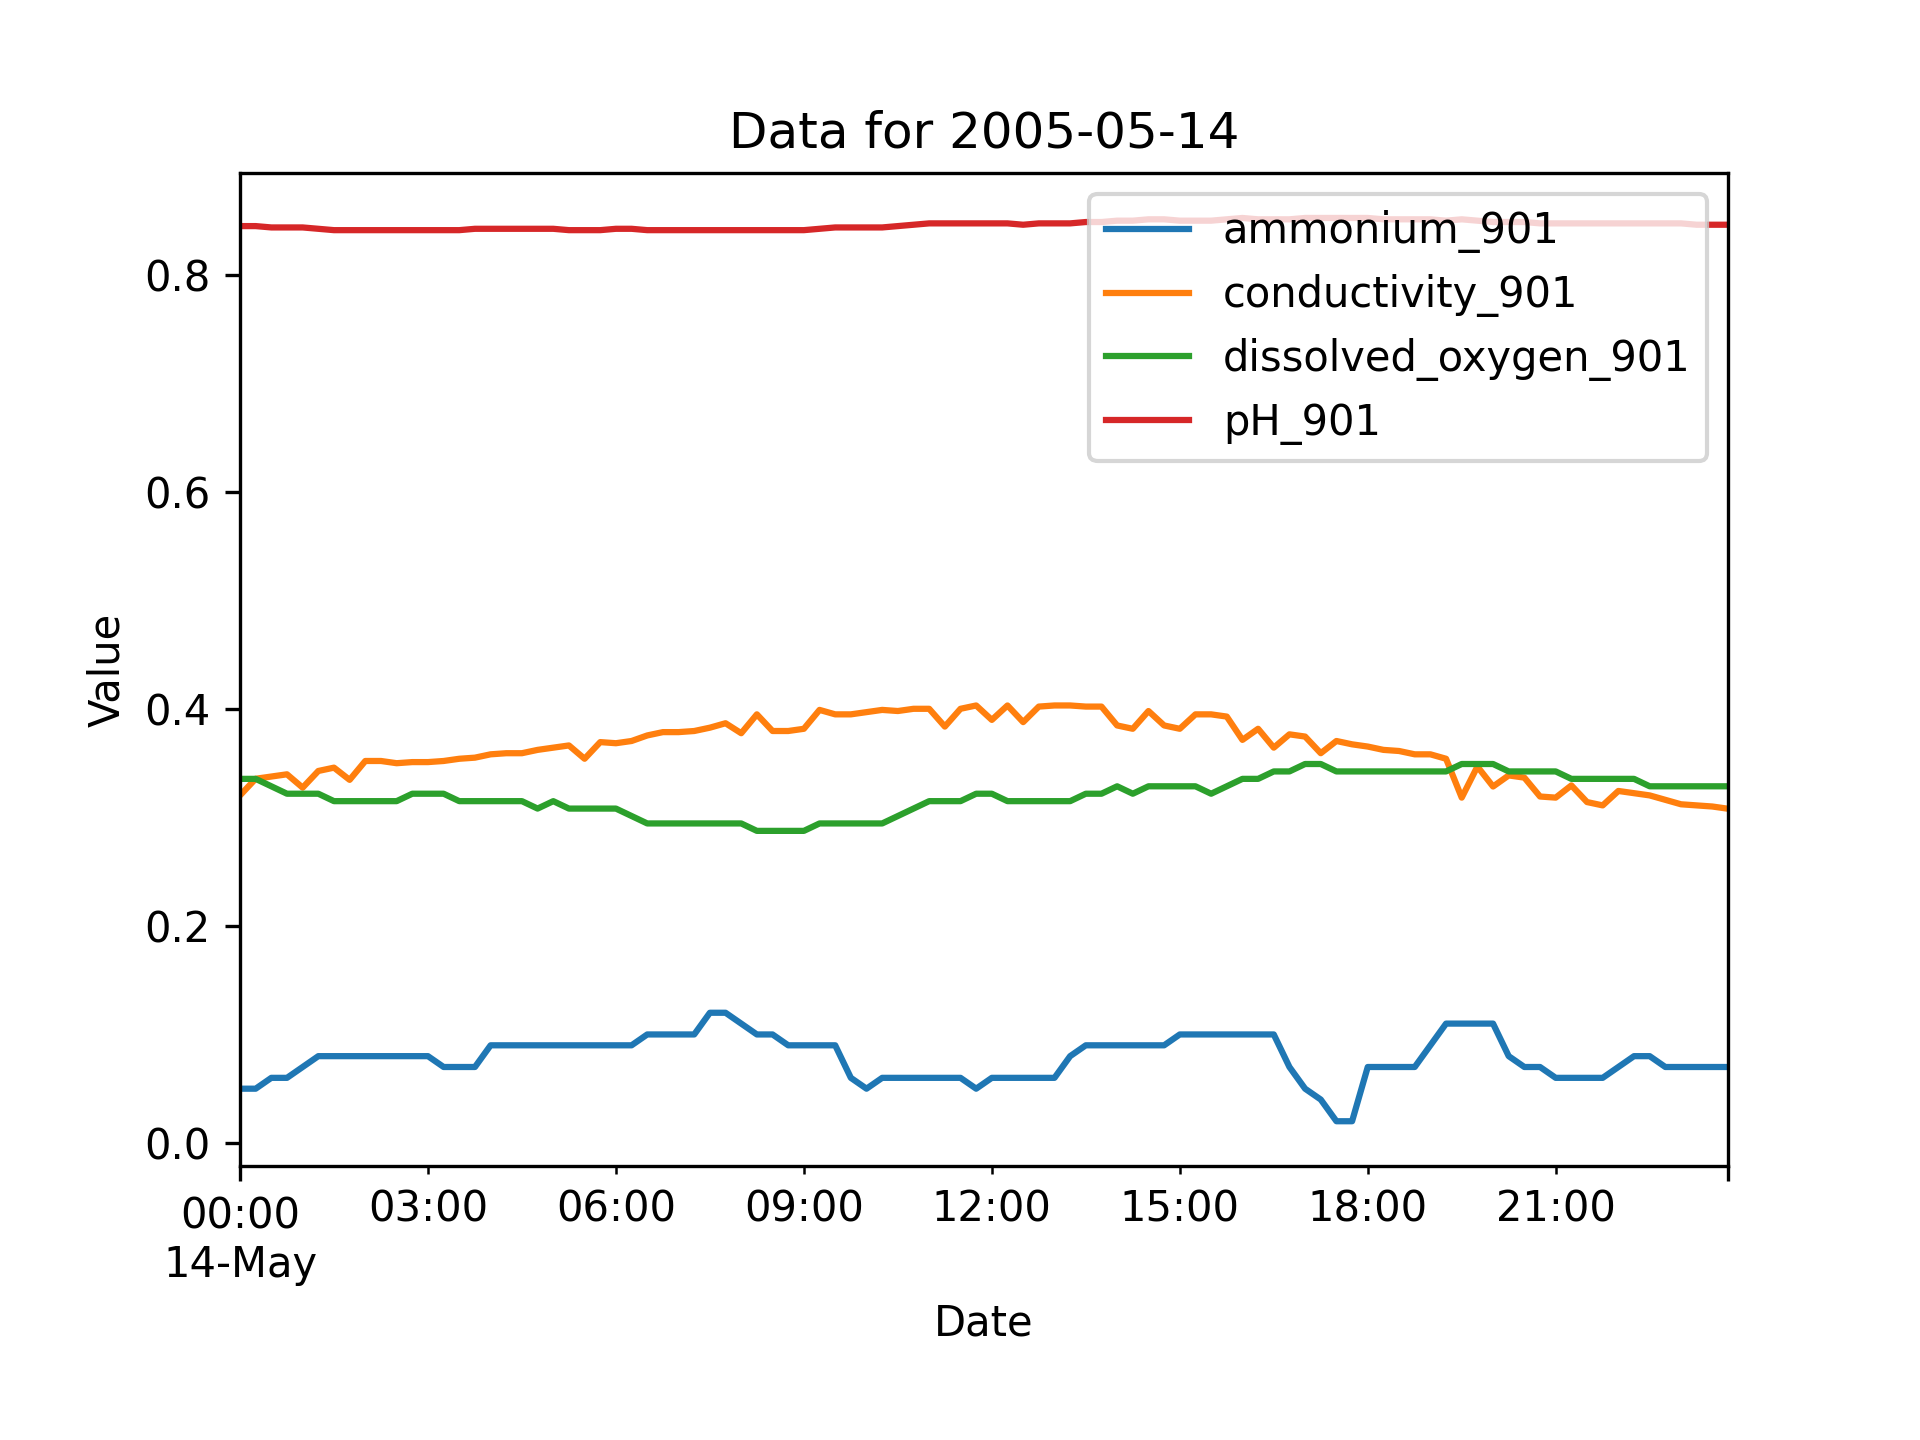 Data for 2005-05-14
ammonium_901
conductivity_901
dissolved_oxygen_901
pH_901
Value
0.8
0.6
0.4
0.2
0.0
00:00 03:00 06:00 09:00 12:00 15:00 18:00 21:00
14-May
Date